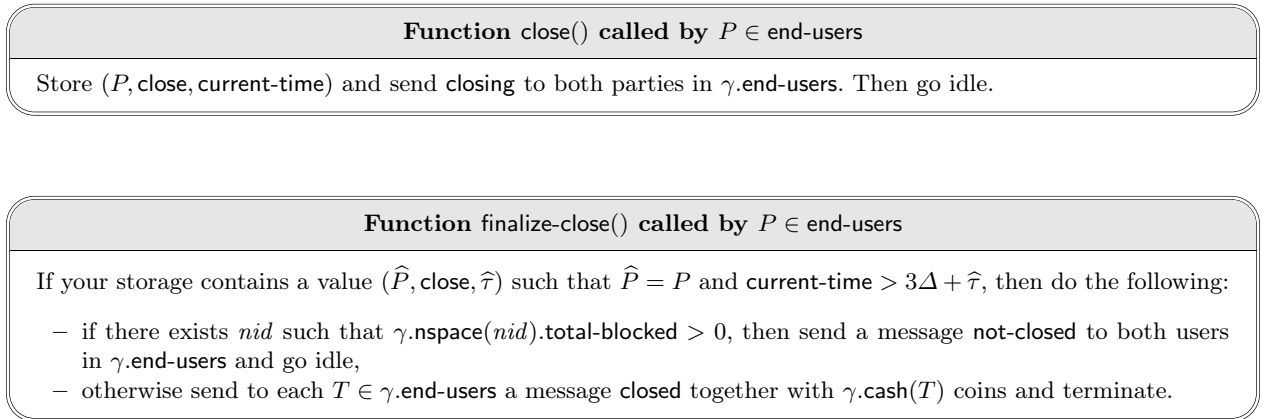 Function close() called by P ∈ end-users
Store (P, close, current-time) and send closing to both parties in γ.end-users. Then go idle.
Function finalize-close() called by P ∈ end-users
If your storage contains a value (P̂, close, τ̂) such that P̂ = P and current-time > 3Δ + τ̂, then do the following:
– if there exists nid such that γ.nspace(nid).total-blocked > 0, then send a message not-closed to both users
in γ.end-users and go idle,
– otherwise send to each T ∈ γ.end-users a message closed together with γ.cash(T) coins and terminate.